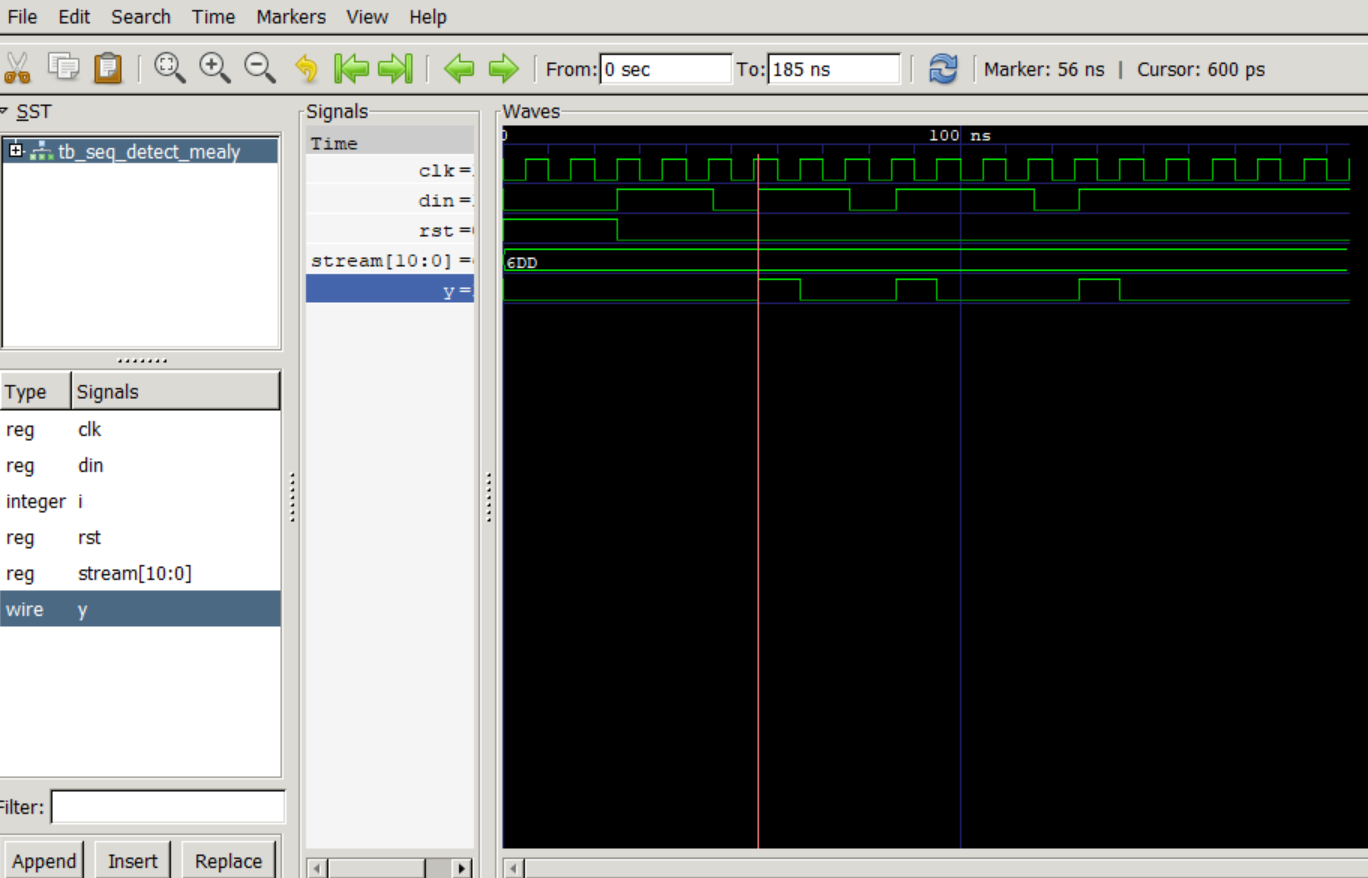 File Edit Search Time Markers View Help
From: 0 sec To: 185 ns Marker: 56 ns | Cursor: 600 ps
SST
tb_seq_detect_mealy
Type Signals
reg clk
reg din
integer i
reg rst
reg stream[10:0]
wire y
Filter:
Append Insert Replace
Signals
Time
clk =
din =
rst =
stream[10:0] =
y =
Waves
0 100 ns
6DD